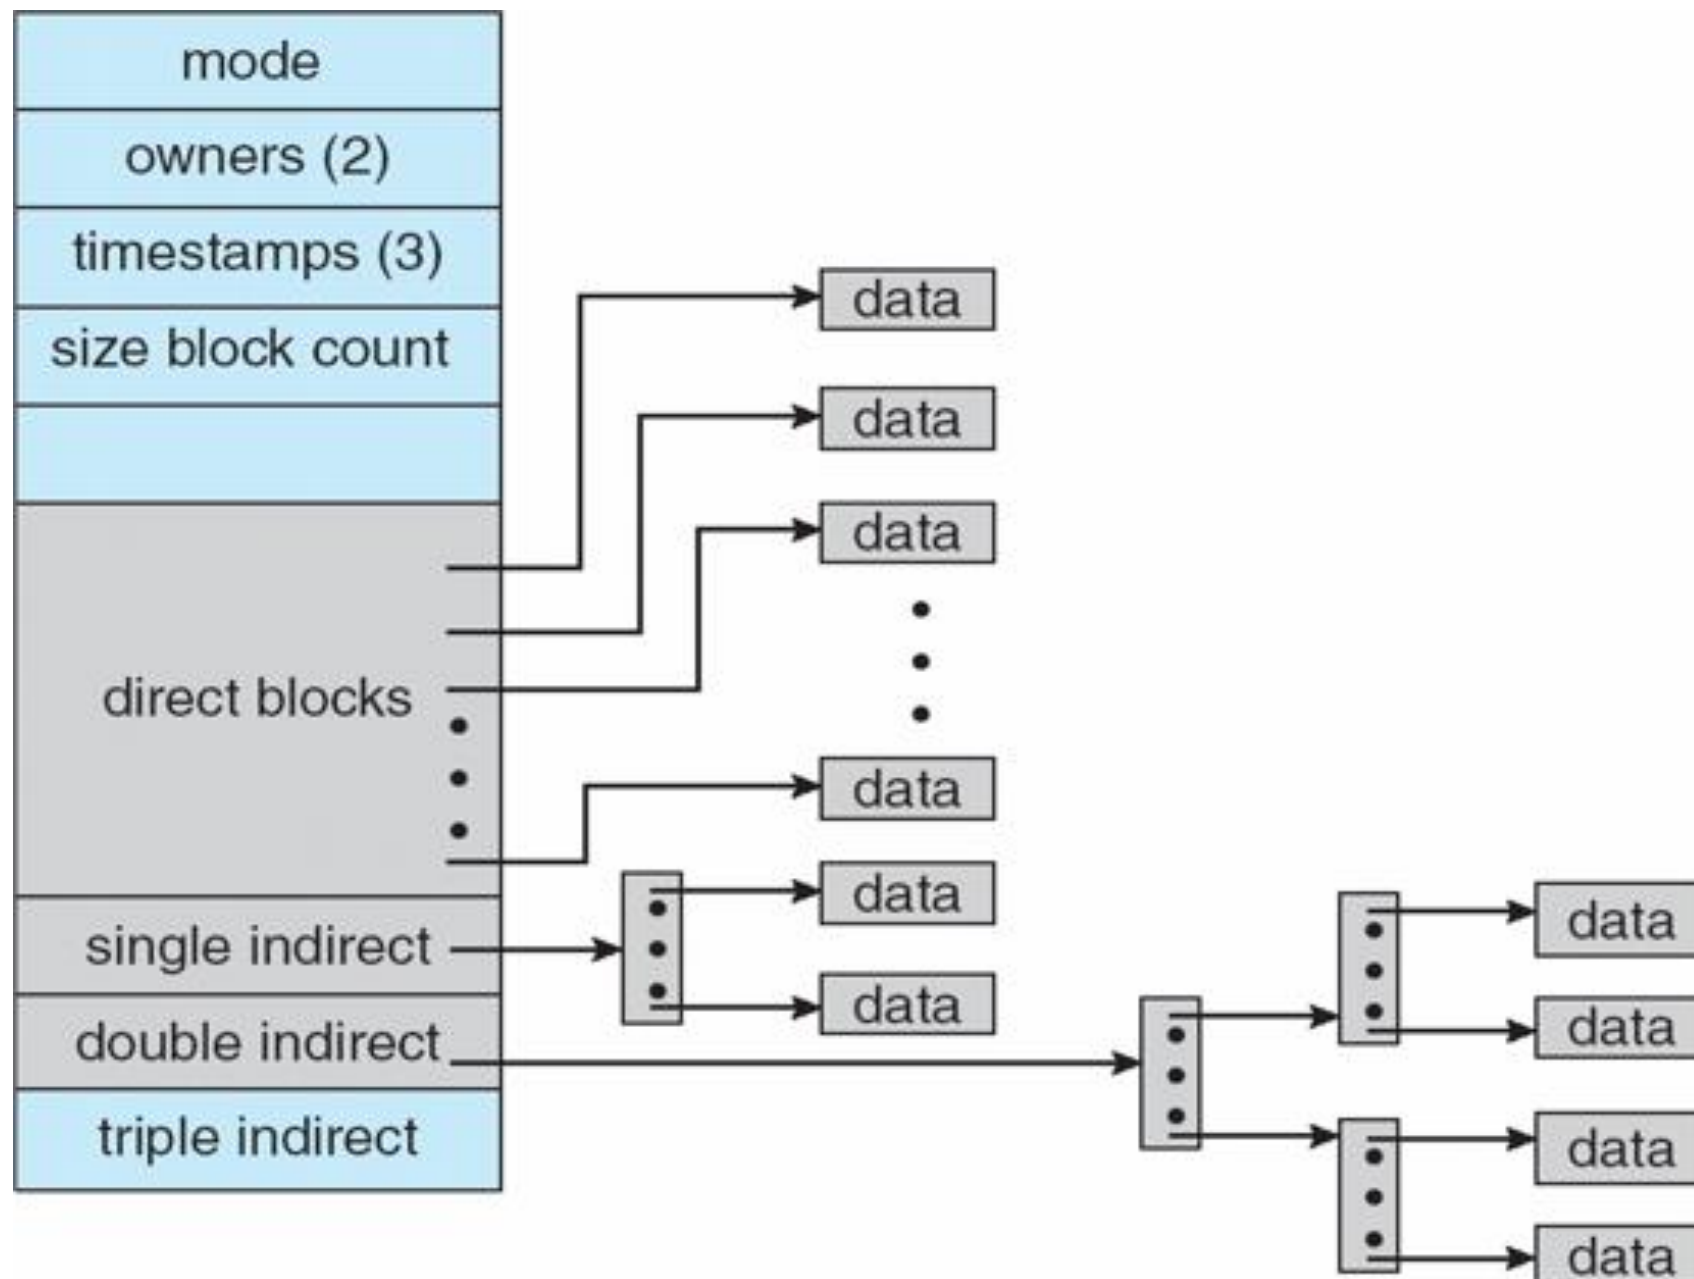 mode
owners (2)
timestamps (3)
size block count
direct blocks
single indirect
double indirect
triple indirect
data
data
data
data
data
data
data
data
data
data